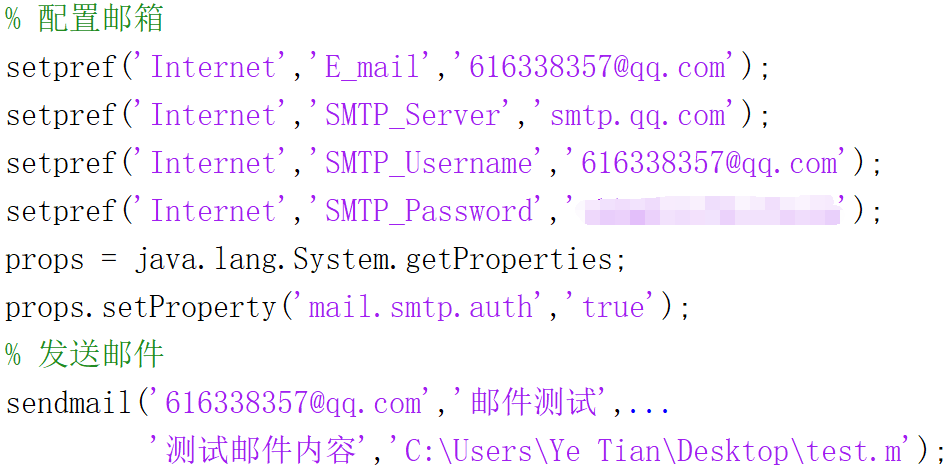 % 配置邮箱
setpref('Internet','E_mail','616338357@qq.com');
setpref('Internet','SMTP_Server','smtp.qq.com');
setpref('Internet','SMTP_Username','616338357@qq.com');
setpref('Internet','SMTP_Password','');
props = java.lang.System.getProperties;
props.setProperty('mail.smtp.auth','true');
% 发送邮件
sendmail('616338357@qq.com','邮件测试',...
'测试邮件内容','C:\Users\Ye Tian\Desktop\test.m');